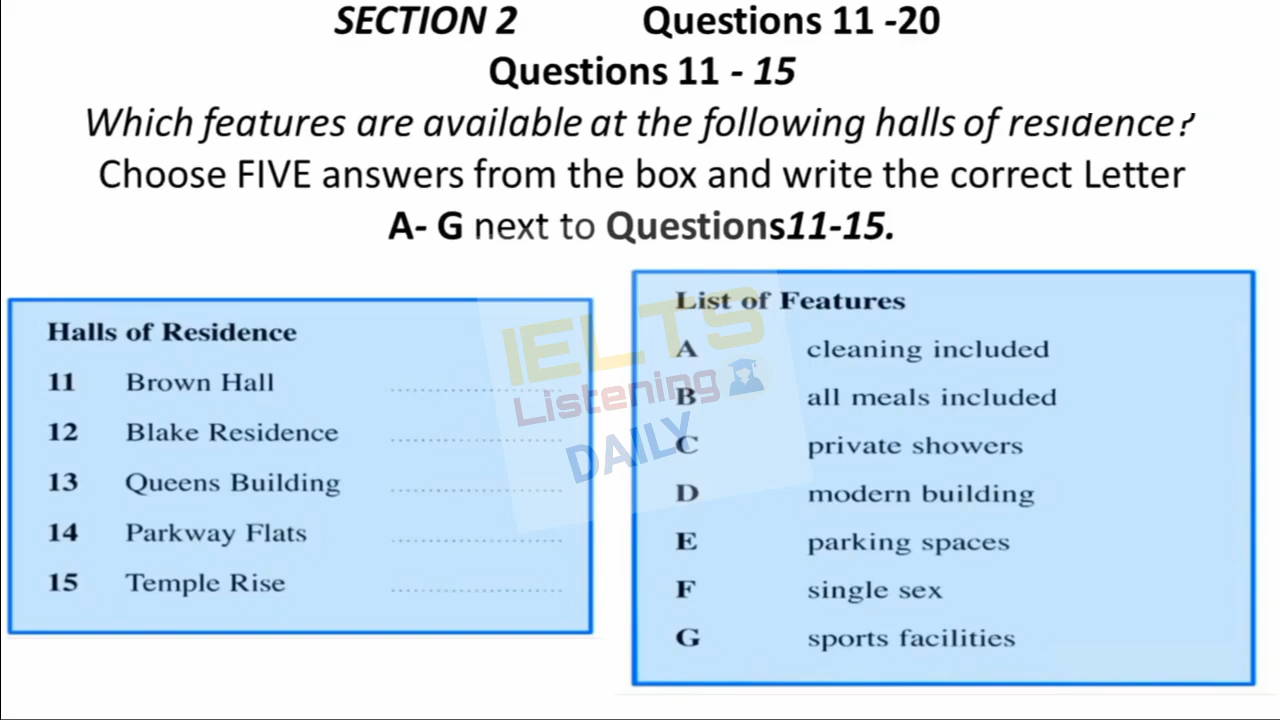 SECTION 2 Questions 11 -20
Questions 11 - 15
Which features are available at the following halls of residence?
Choose FIVE answers from the box and write the correct Letter
A- G next to Questions11-15.
Halls of Residence
11 Brown Hall ........................
12 Blake Residence ........................
13 Queens Building ........................
14 Parkway Flats ........................
15 Temple Rise ........................
List of Features
A cleaning included
B all meals included
C private showers
D modern building
E parking spaces
F single sex
G sports facilities
IELTS
Listening
DAILY